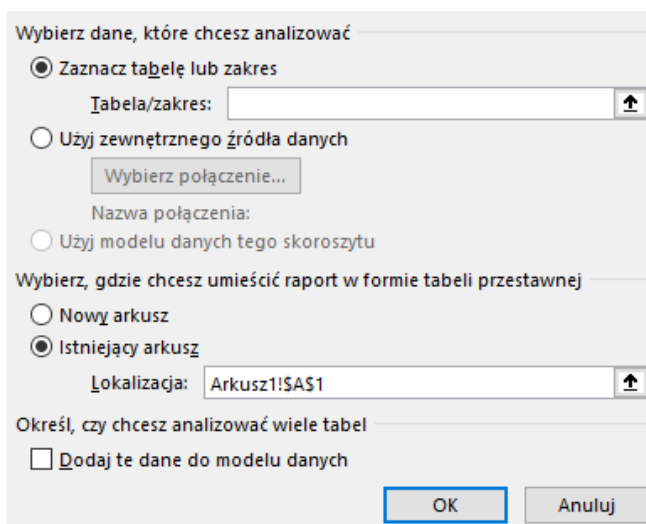 Wybierz dane, które chcesz analizować
Zaznacz tabelę lub zakres
Tabela/zakres:
Użyj zewnętrznego źródła danych
Wybierz połączenie...
Nazwa połączenia:
Użyj modelu danych tego skoroszytu
Wybierz, gdzie chcesz umieścić raport w formie tabeli przestawnej
Nowy arkusz
Istniejący arkusz
Lokalizacja: Arkusz1!$A$1
Określ, czy chcesz analizować wiele tabel
Dodaj te dane do modelu danych
OK Anuluj